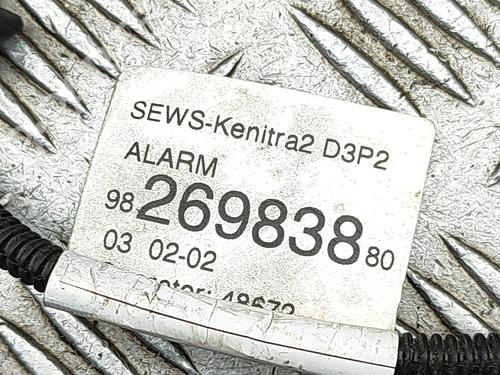 SEWS-Kenitra2 D3P2
ALARM
98 269838 80
03 02-02